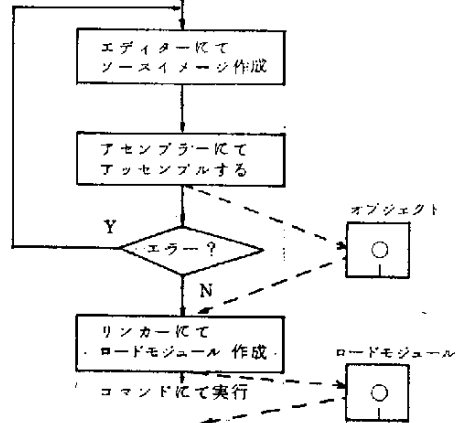 エディターにて
ソースイメージ作成
アセンブラーにて
アッセンブルする
オブジェクト
Y
エラー？
N
リンカーにて
ロードモジュール 作成
ロードモジュール
コマンドにて実行